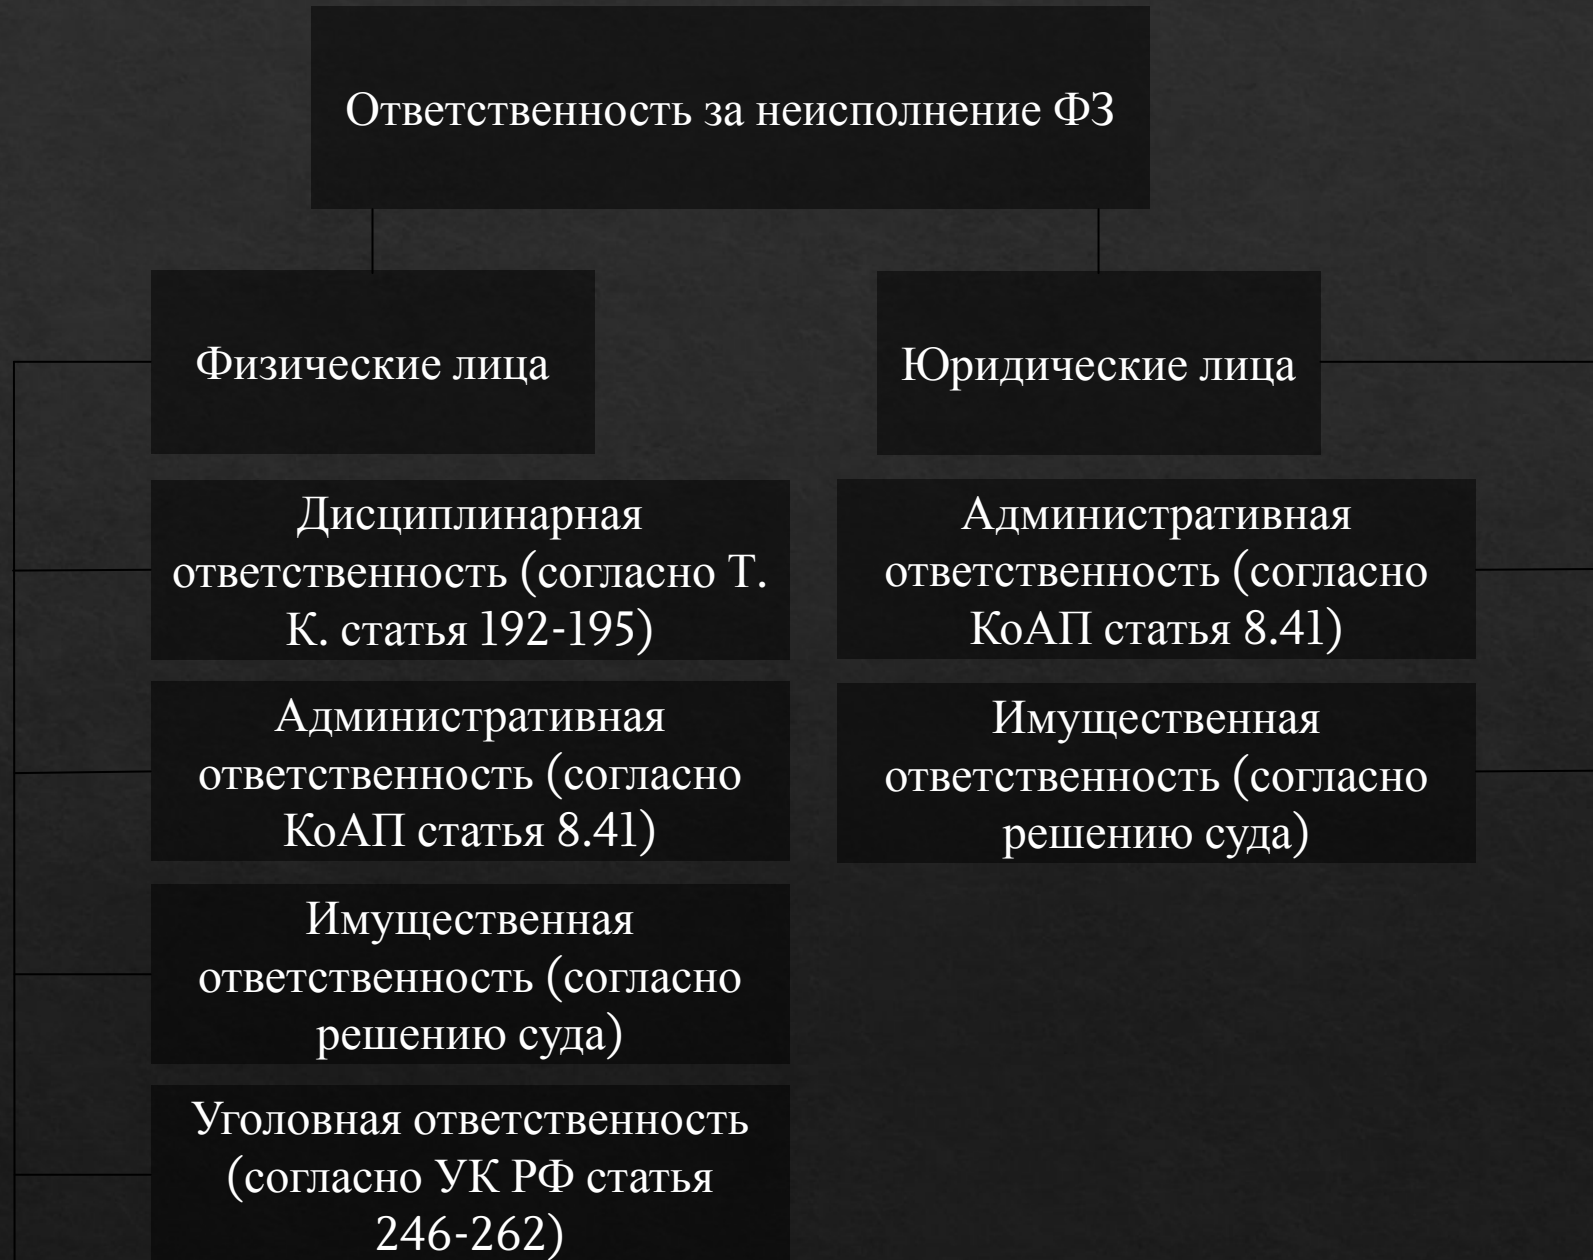 Ответственность за неисполнение ФЗ
Физические лица
Юридические лица
Дисциплинарная
ответственность (согласно Т.
К. статья 192-195)
Административная
ответственность (согласно
КоАП статья 8.41)
Имущественная
ответственность (согласно
решению суда)
Уголовная ответственность
(согласно УК РФ статья
246-262)
Административная
ответственность (согласно
КоАП статья 8.41)
Имущественная
ответственность (согласно
решению суда)